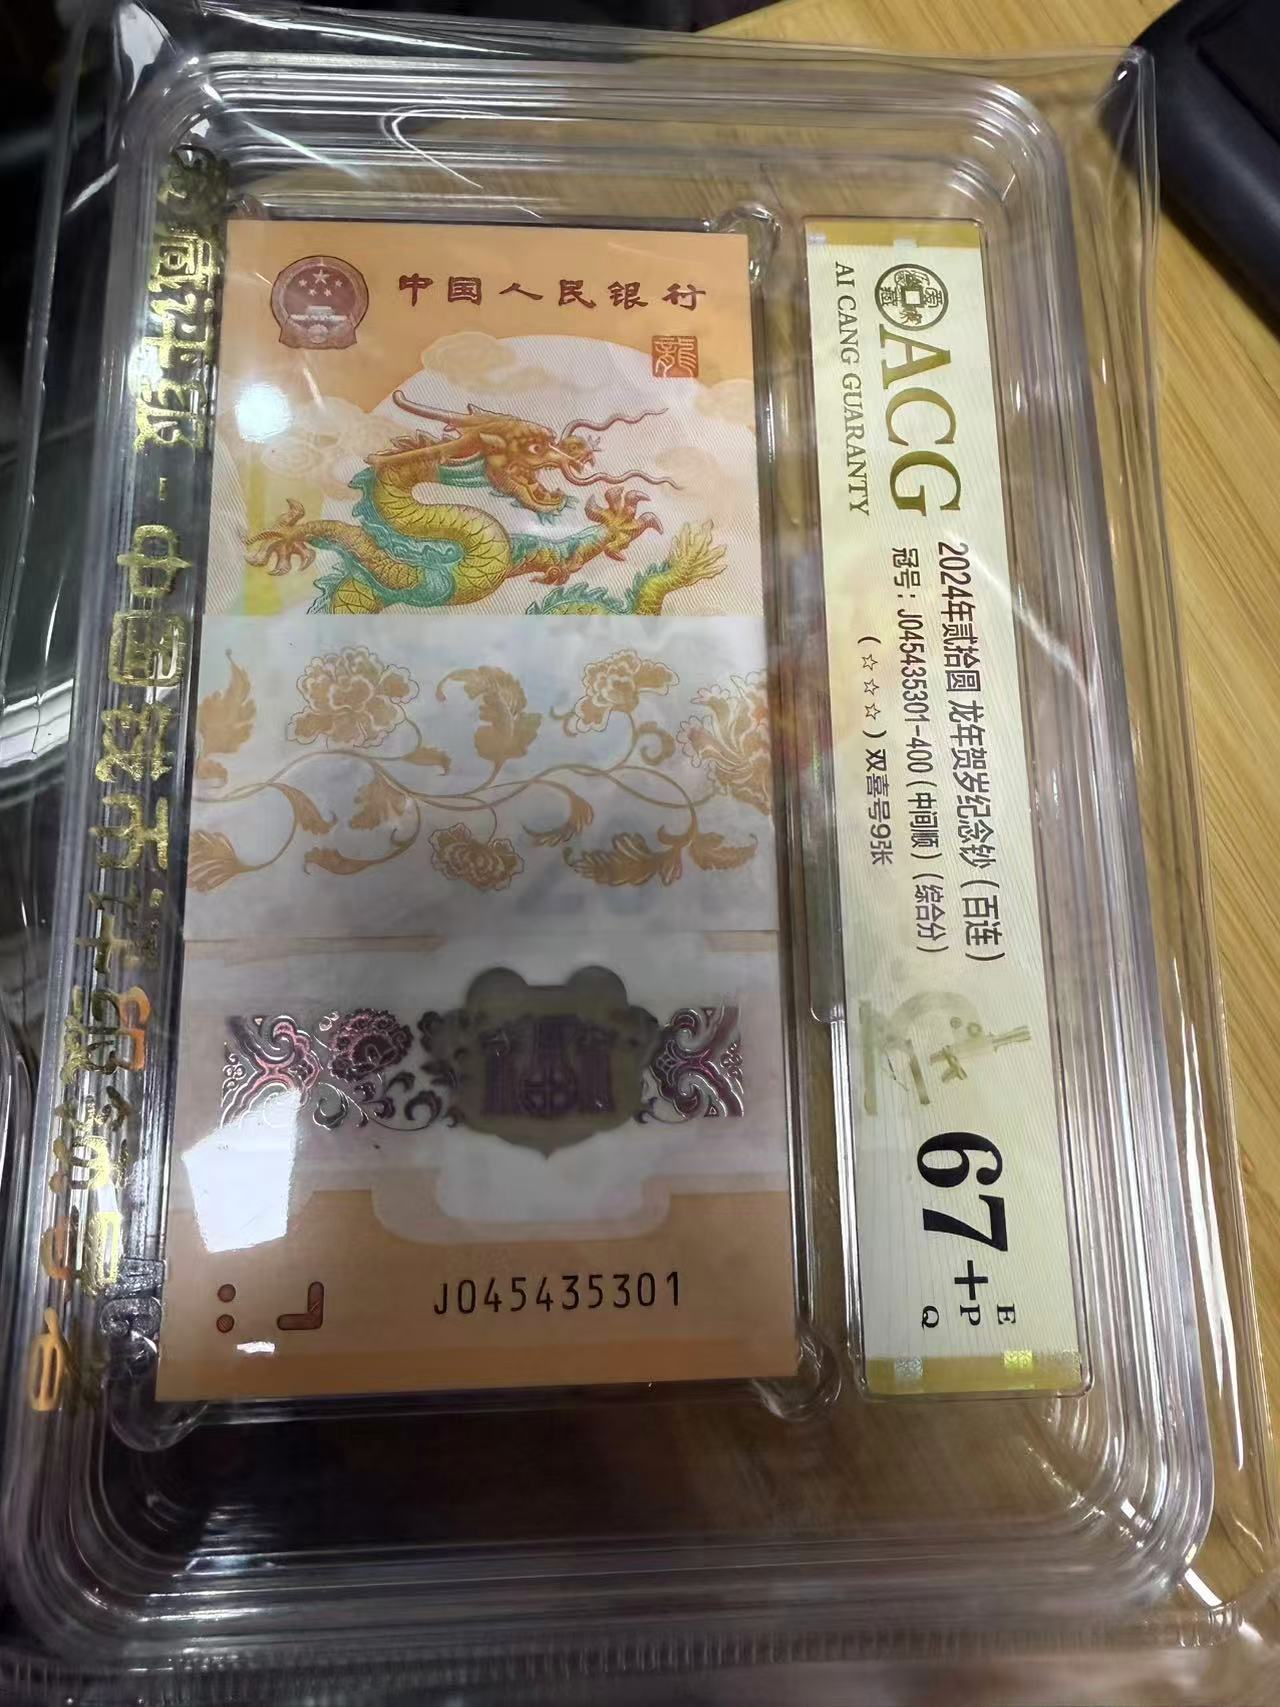 中国人民银行
龍
J045435301
ACG
AI CANG GUARANTY
2024年贰拾圆 龙年贺岁纪念钞（百连）
冠号：J045435301-400（中间顺）（综合分）
（☆☆☆）双喜号9张
67+
E
P
Q